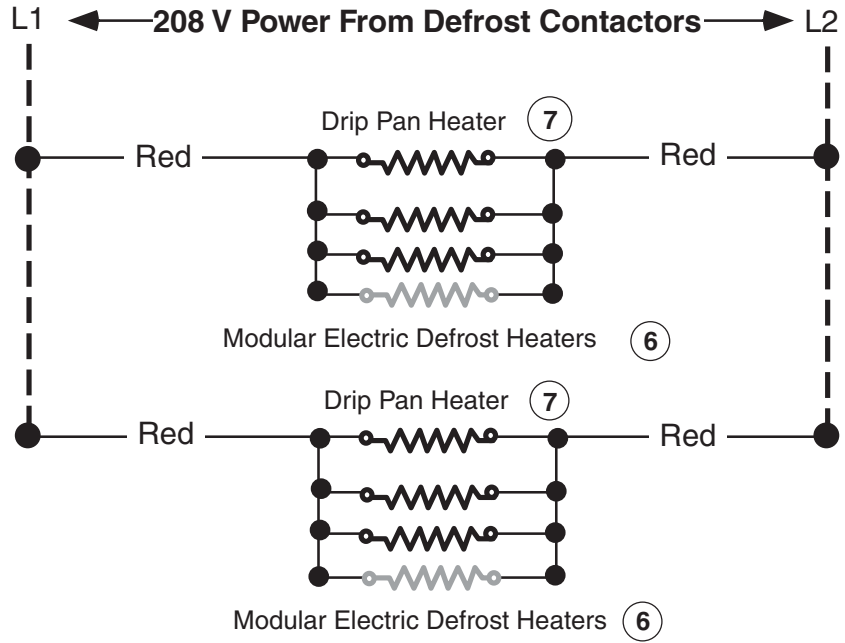 L1 208 V Power From Defrost Contactors L2
Drip Pan Heater 7
Red Red
Modular Electric Defrost Heaters 6
Drip Pan Heater 7
Red Red
Modular Electric Defrost Heaters 6